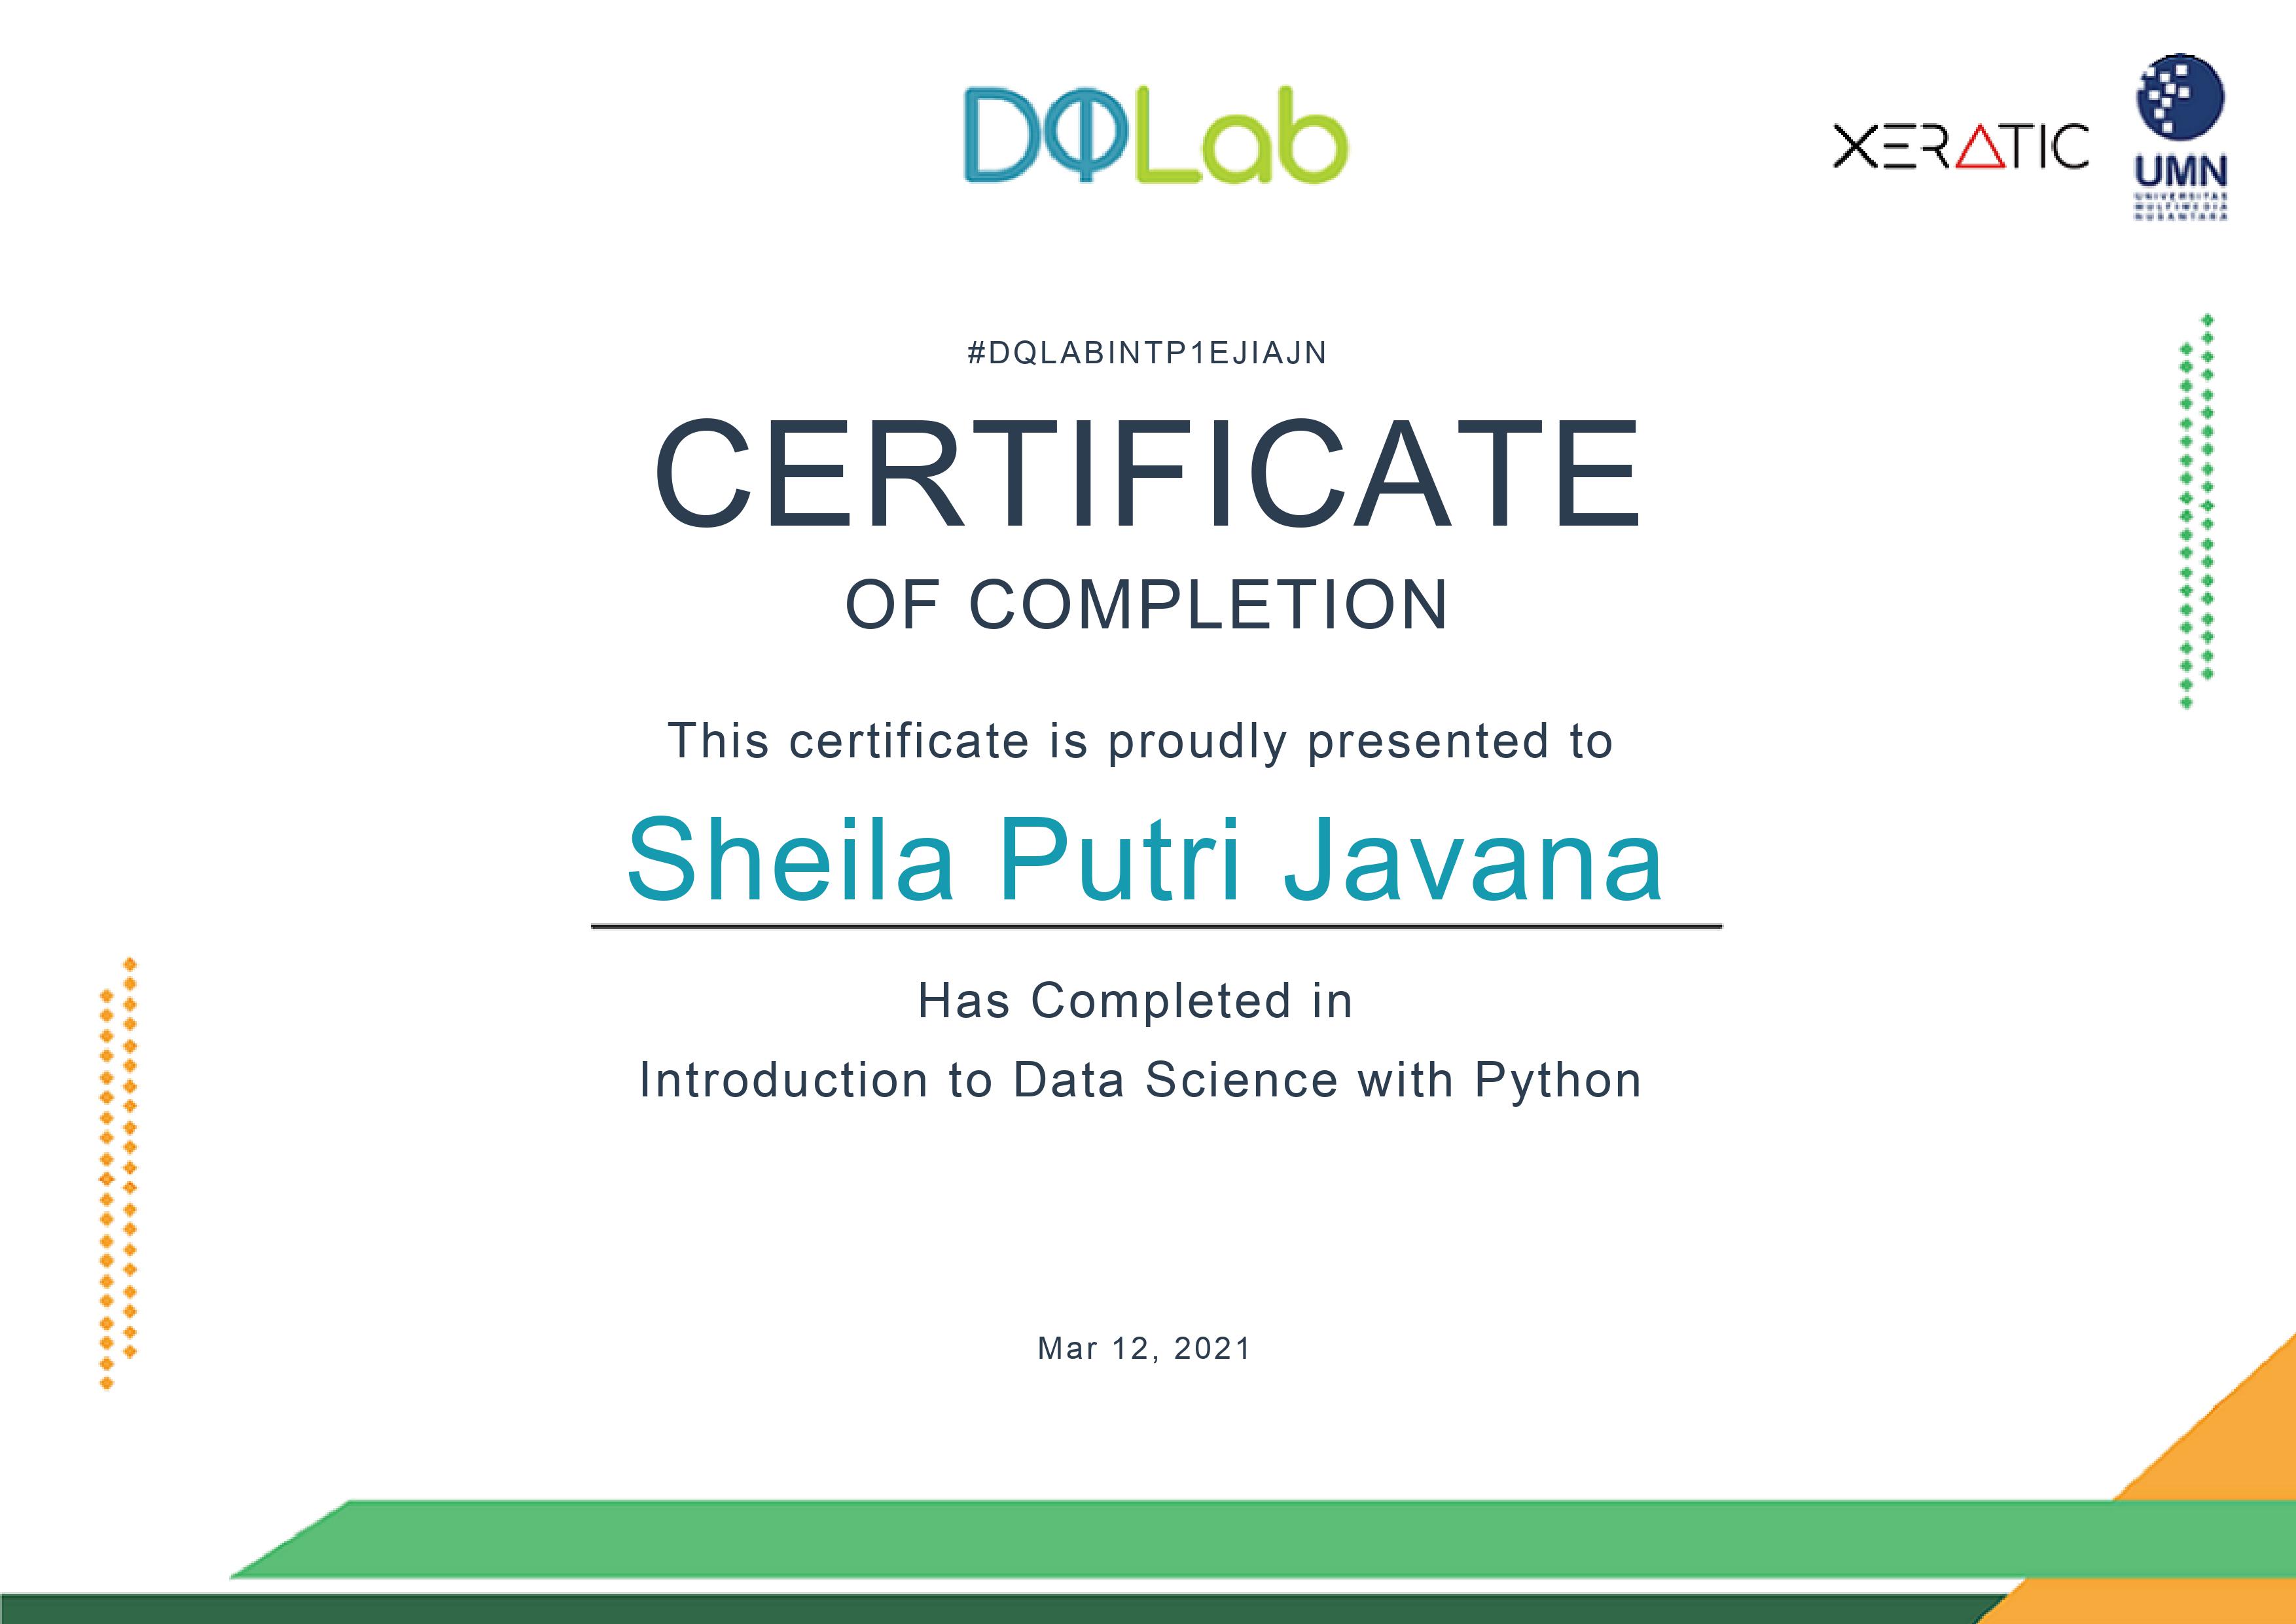 DQLab
XERATIC
UMN
UNIVERSITAS
MULTIMEDIA
NUSANTARA
#DQLABINTP1EJIAJN
CERTIFICATE
OF COMPLETION
This certificate is proudly presented to
Sheila Putri Javana
Has Completed in
Introduction to Data Science with Python
Mar 12, 2021